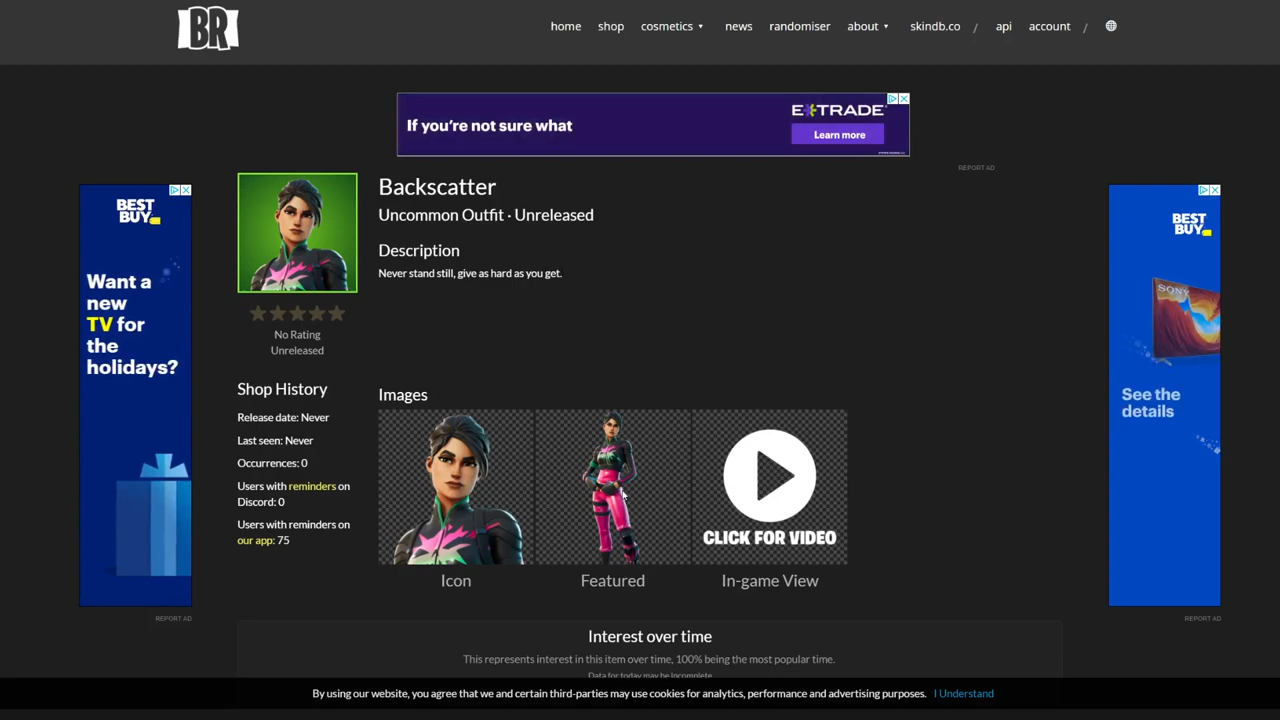 BR
home shop cosmetics news randomiser about skindb.co / api account /
If you're not sure what
E*TRADE
Learn more
REPORT AD
BEST BUY
Want a
new
TV for
the
holidays?
REPORT AD
Backscatter
Uncommon Outfit · Unreleased
Description
Never stand still, give as hard as you get.
No Rating
Unreleased
Shop History
Release date: Never
Last seen: Never
Occurrences: 0
Users with reminders on
Discord: 0
Users with reminders on
our app: 75
Images
CLICK FOR VIDEO
Icon Featured In-game View
BEST BUY
SONY
See the
details
REPORT AD
Interest over time
This represents interest in this item over time, 100% being the most popular time.
Data for today may be incomplete
By using our website, you agree that we and certain third-parties may use cookies for analytics, performance and advertising purposes. I Understand